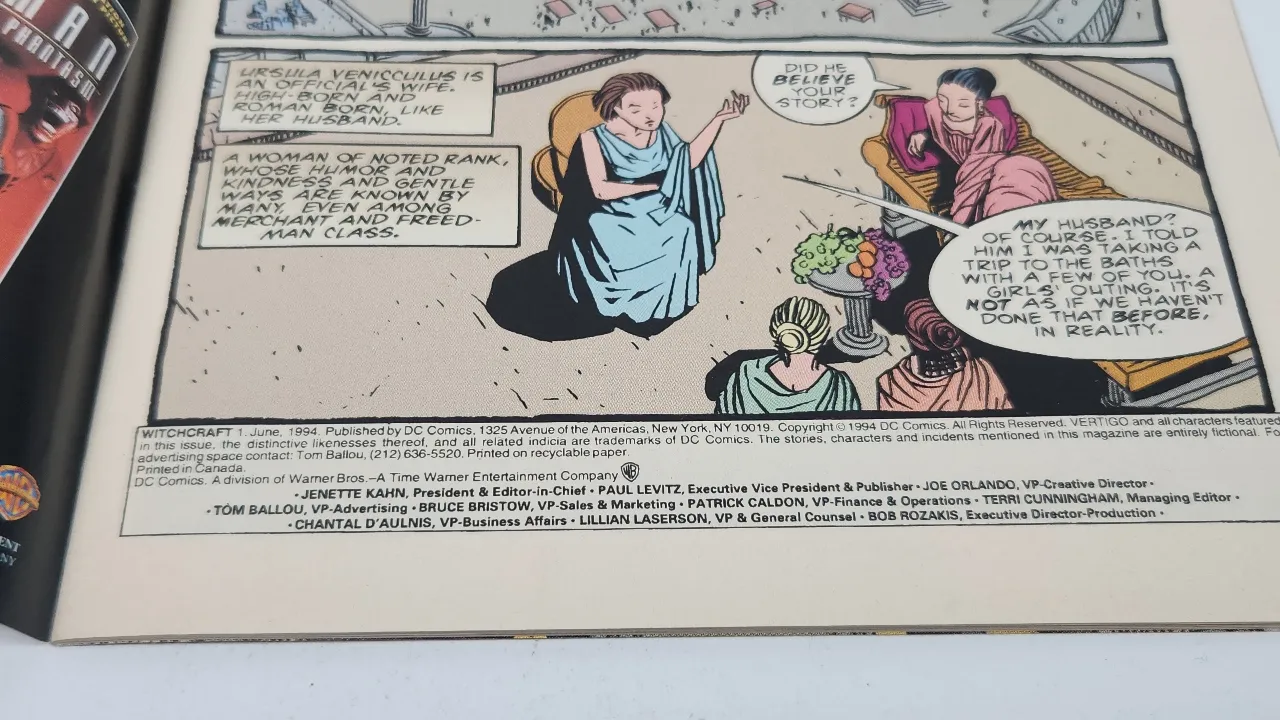 MAN
PHANTASM
URSULA VENICCULUS IS
AN OFFICIAL'S WIFE.
HIGH-BORN AND
ROMAN BORN, LIKE
HER HUSBAND.
A WOMAN OF NOTED RANK,
WHOSE HUMOR AND
KINDNESS AND GENTLE
WAYS ARE KNOWN BY
MANY, EVEN AMONG
MERCHANT AND FREED-
MAN CLASS.
DID HE
BELIEVE
YOUR
STORY?
MY HUSBAND?
OF COURSE. I TOLD
HIM I WAS TAKING A
TRIP TO THE BATHS
WITH A FEW OF YOU. A
GIRLS' OUTING. IT'S
NOT AS IF WE HAVEN'T
DONE THAT BEFORE,
IN REALITY.
WITCHCRAFT 1. June, 1994. Published by DC Comics, 1325 Avenue of the Americas, New York, NY 10019. Copyright ©1994 DC Comics. All Rights Reserved. VERTIGO and all characters featured
in this issue, the distinctive likenesses thereof, and all related indicia are trademarks of DC Comics. The stories, characters and incidents mentioned in this magazine are entirely fictional. For
advertising space contact: Tom Ballou, (212) 636-5520. Printed on recyclable paper.
Printed in Canada.
DC Comics. A division of Warner Bros.–A Time Warner Entertainment Company WB
• JENETTE KAHN, President & Editor-in-Chief • PAUL LEVITZ, Executive Vice President & Publisher • JOE ORLANDO, VP-Creative Director •
• TOM BALLOU, VP-Advertising • BRUCE BRISTOW, VP-Sales & Marketing • PATRICK CALDON, VP-Finance & Operations • TERRI CUNNINGHAM, Managing Editor •
• CHANTAL D'AULNIS, VP-Business Affairs • LILLIAN LASERSON, VP & General Counsel • BOB ROZAKIS, Executive Director-Production •